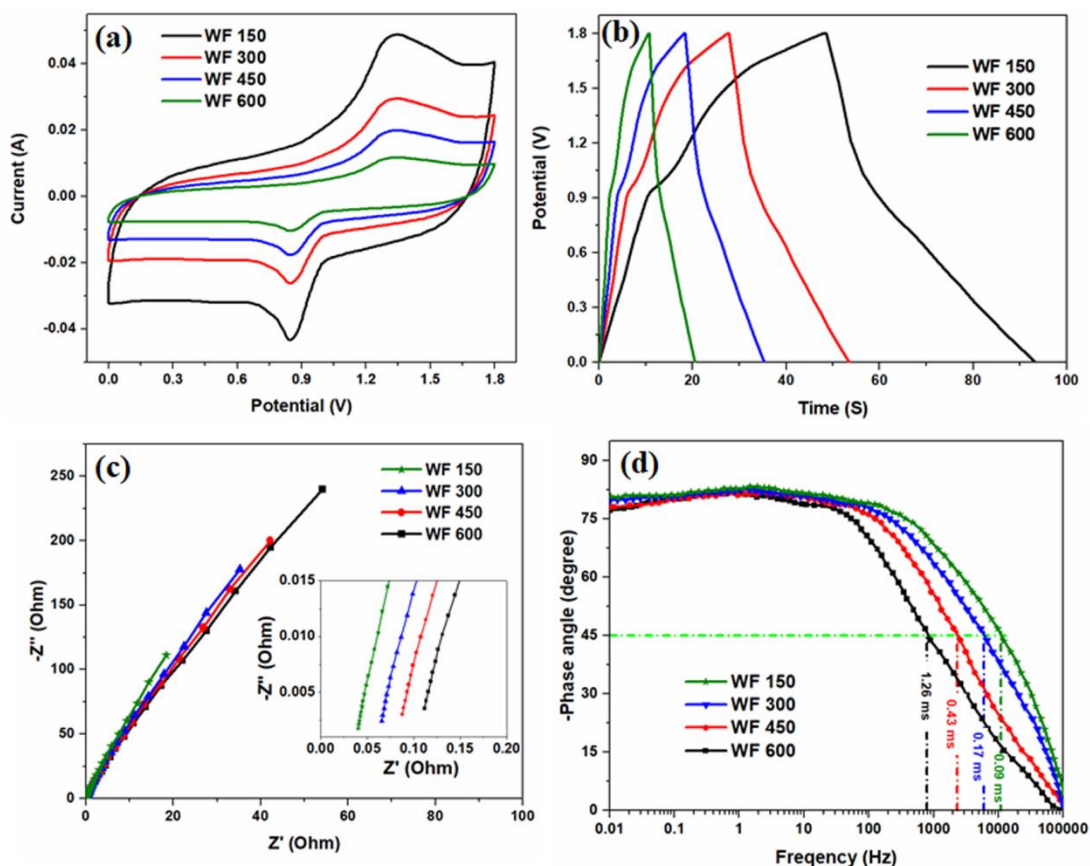 (a)
WF 150
WF 300
WF 450
WF 600
0.04
0.02
0.00
-0.02
-0.04
Current (A)
0.0 0.3 0.6 0.9 1.2 1.5 1.8
Potential (V)
(b)
WF 150
WF 300
WF 450
WF 600
1.8
1.5
1.2
0.9
0.6
0.3
0.0
Potential (V)
0 20 40 60 80 100
Time (S)
(c)
WF 150
WF 300
WF 450
WF 600
250
200
150
100
50
0
-Z'' (Ohm)
0 20 40 60 80 100
Z' (Ohm)
0.015
0.010
0.005
-Z'' (Ohm)
0.00 0.05 0.10 0.15 0.20
Z' (Ohm)
(d)
90
75
60
45
30
15
0
-Phase angle (degree)
WF 150
WF 300
WF 450
WF 600
1.26 ms
0.43 ms
0.17 ms
0.09 ms
0.01 0.1 1 10 100 1000 10000 100000
Freqency (Hz)